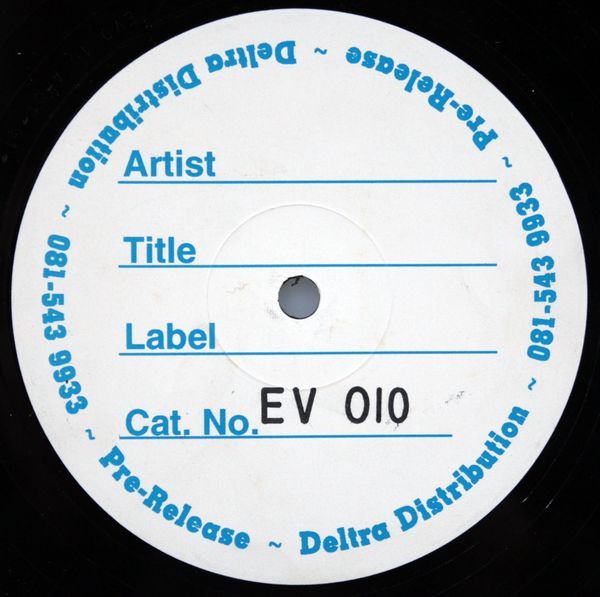 Pre-Release ~ Deltra Distribution ~ 081-543 9933 ~ Pre-Release ~ Deltra Distribution ~ 081-543 9933 ~
Artist
Title
Label
Cat. No. EV 010